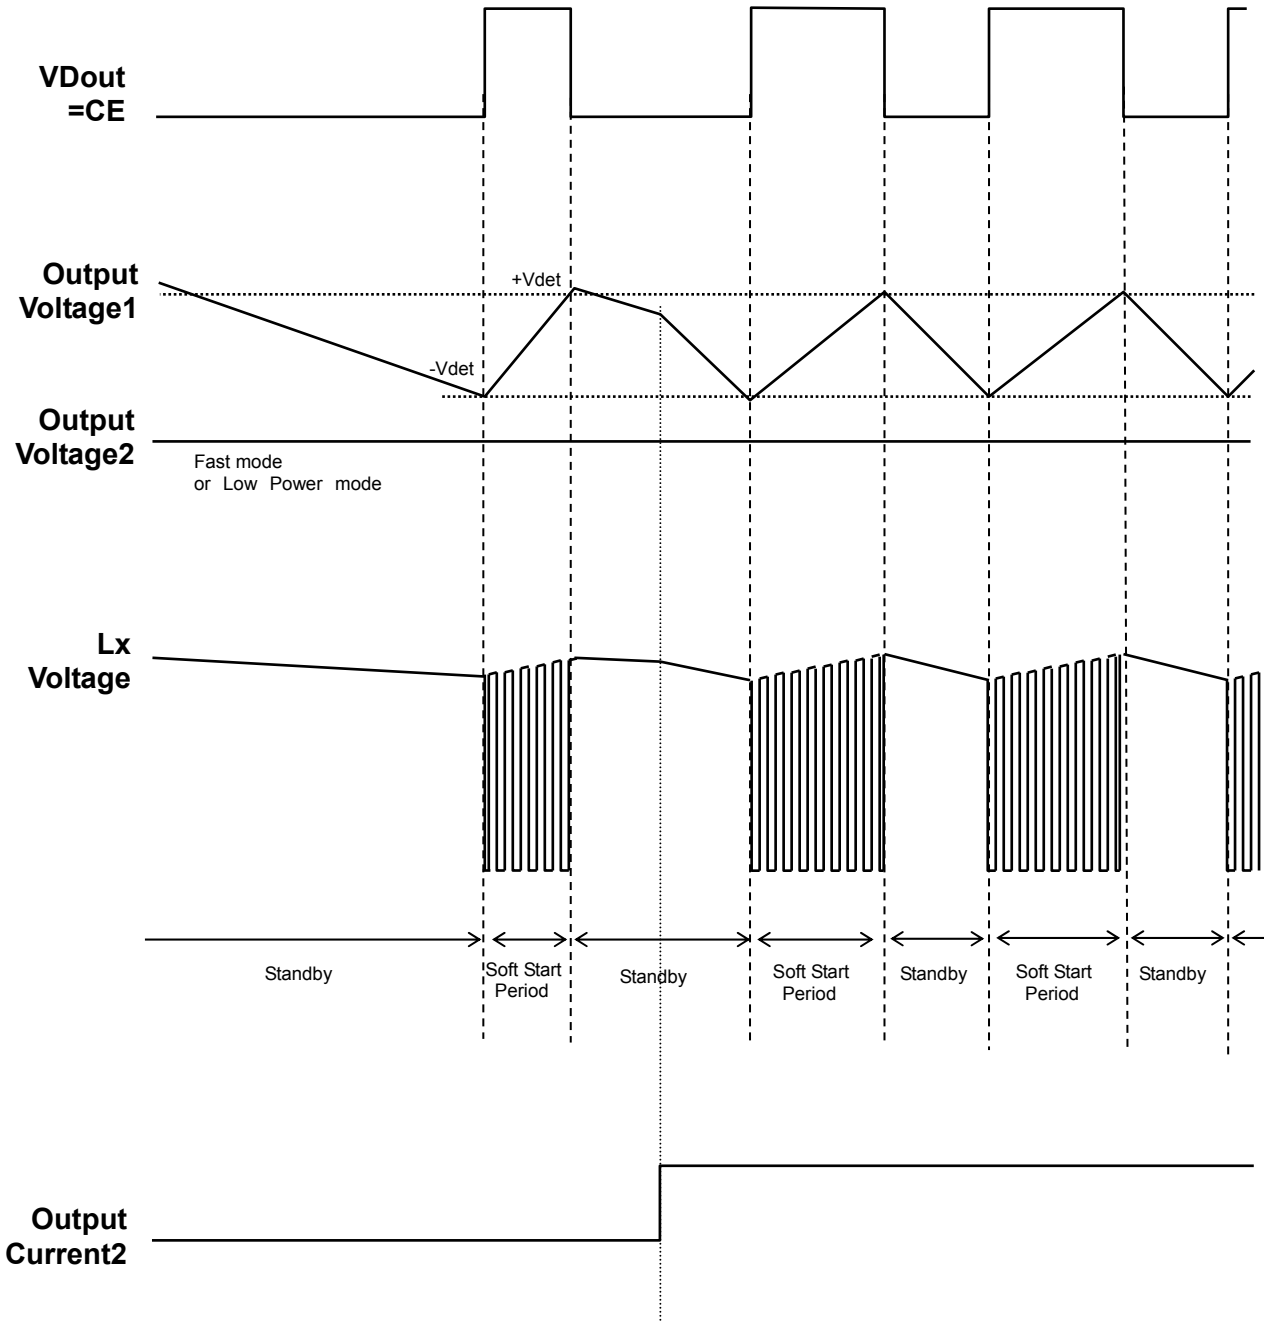 VDout
=CE
Output
Voltage1
+Vdet
-Vdet
Output
Voltage2
Fast mode
or Low Power mode
Lx
Voltage
Standby
Soft Start
Period
Standby
Soft Start
Period
Standby
Soft Start
Period
Standby
Output
Current2